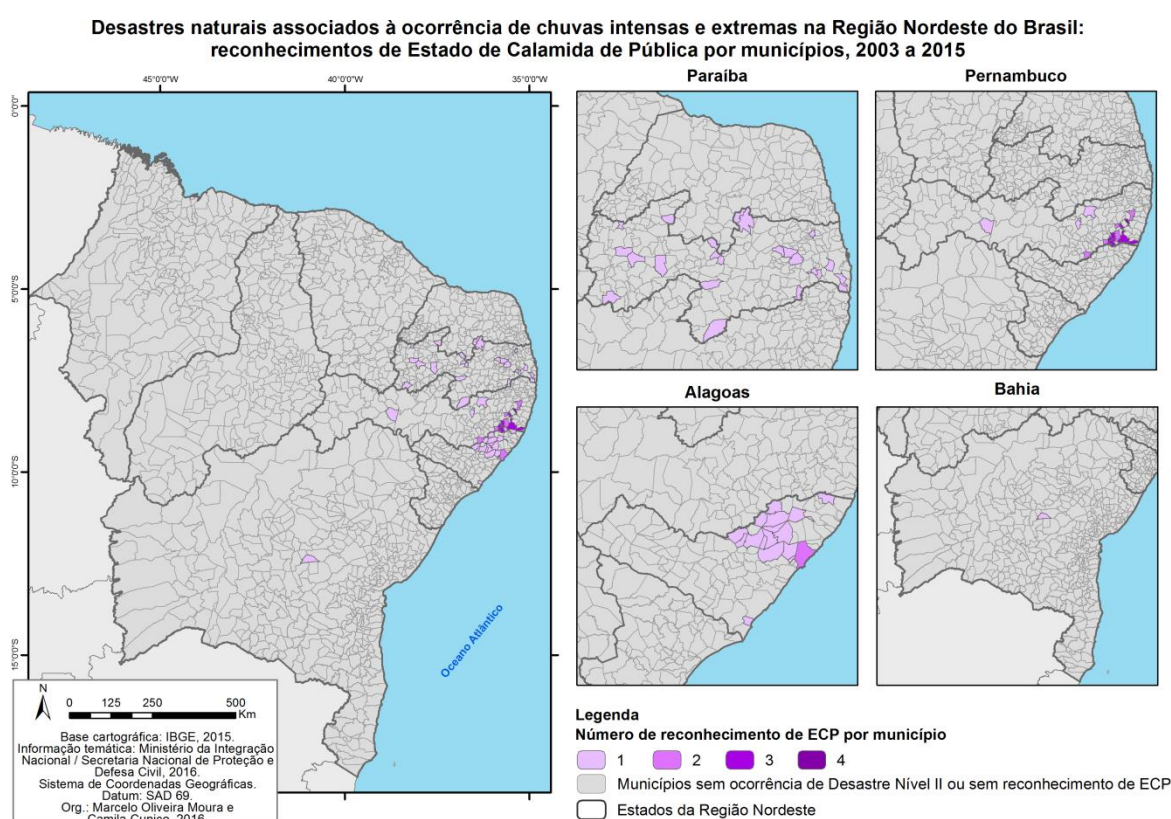 Desastres naturais associados à ocorrência de chuvas intensas e extremas na Região Nordeste do Brasil:
reconhecimentos de Estado de Calamida de Pública por municípios, 2003 a 2015
45°0'0"W
40°0'0"W
35°0'0"W
0°0'0"
5°0'0"S
10°0'0"S
15°0'0"S
Oceano Atlântico
N
0 125 250 500
Km
Base cartográfica: IBGE, 2015.
Informação temática: Ministério da Integração
Nacional / Secretaria Nacional de Proteção e
Defesa Civil, 2016.
Sistema de Coordenadas Geográficas.
Datum: SAD 69.
Org.: Marcelo Oliveira Moura e
Camila Cunico, 2016
Paraíba
Pernambuco
Alagoas
Bahia
Legenda
Número de reconhecimento de ECP por município
1 2 3 4
Municípios sem ocorrência de Desastre Nível II ou sem reconhecimento de ECP
Estados da Região Nordeste